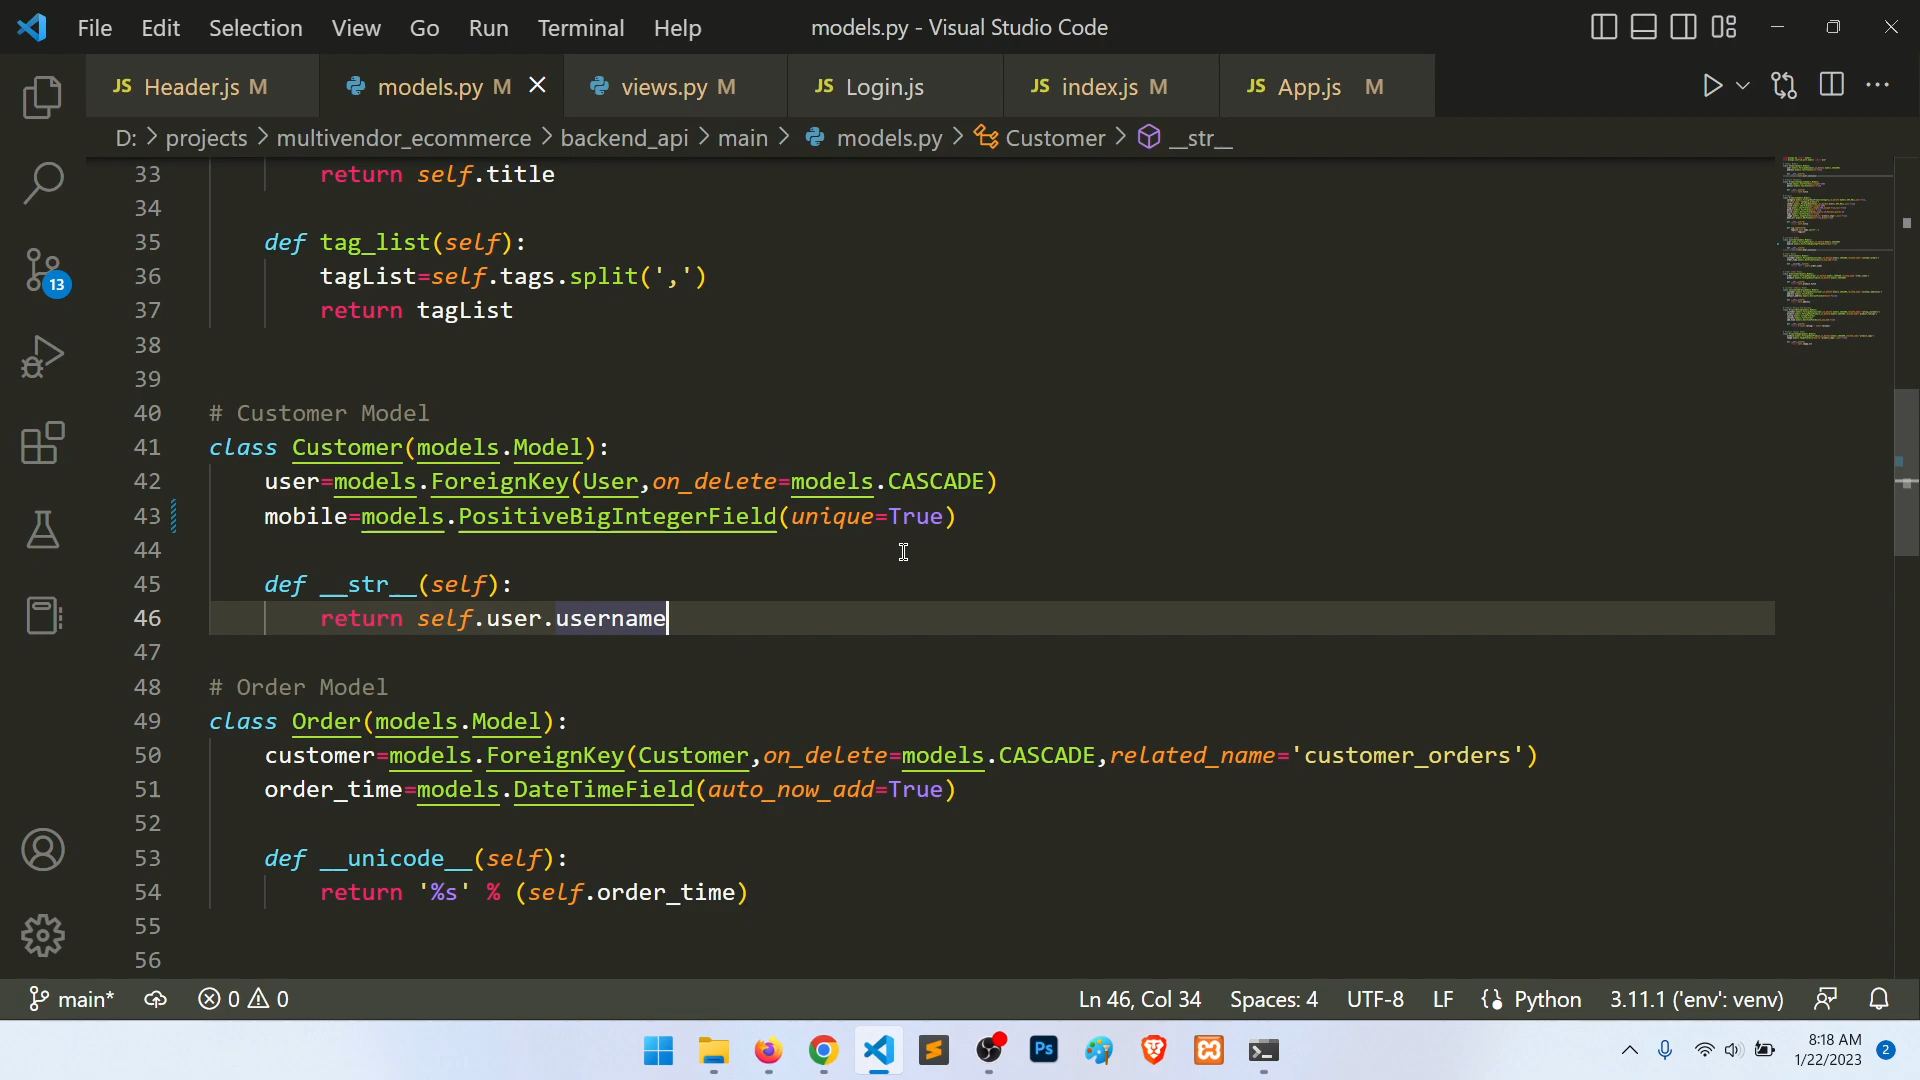 File Edit Selection View Go Run Terminal Help models.py - Visual Studio Code
JS Header.js M models.py M views.py M JS Login.js JS index.js M JS App.js M
D: > projects > multivendor_ecommerce > backend_api > main > models.py > Customer > __str__
33 return self.title
34
35 def tag_list(self):
36 tagList=self.tags.split(',')
37 return tagList
38
39
40 # Customer Model
41 class Customer(models.Model):
42 user=models.ForeignKey(User,on_delete=models.CASCADE)
43 mobile=models.PositiveBigIntegerField(unique=True)
44
45 def __str__(self):
46 return self.user.username
47
48 # Order Model
49 class Order(models.Model):
50 customer=models.ForeignKey(Customer,on_delete=models.CASCADE,related_name='customer_orders')
51 order_time=models.DateTimeField(auto_now_add=True)
52
53 def __unicode__(self):
54 return '%s' % (self.order_time)
55
56
13
main* 0 0 Ln 46, Col 34 Spaces: 4 UTF-8 LF Python 3.11.1 ('env': venv)
Ps
8:18 AM
1/22/2023
2